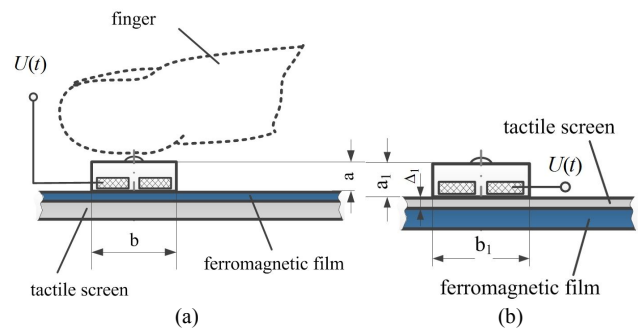 finger
U(t)
a
b
ferromagnetic film
tactile screen
(a)
tactile screen
U(t)
a1
Δ1
b1
ferromagnetic film
(b)